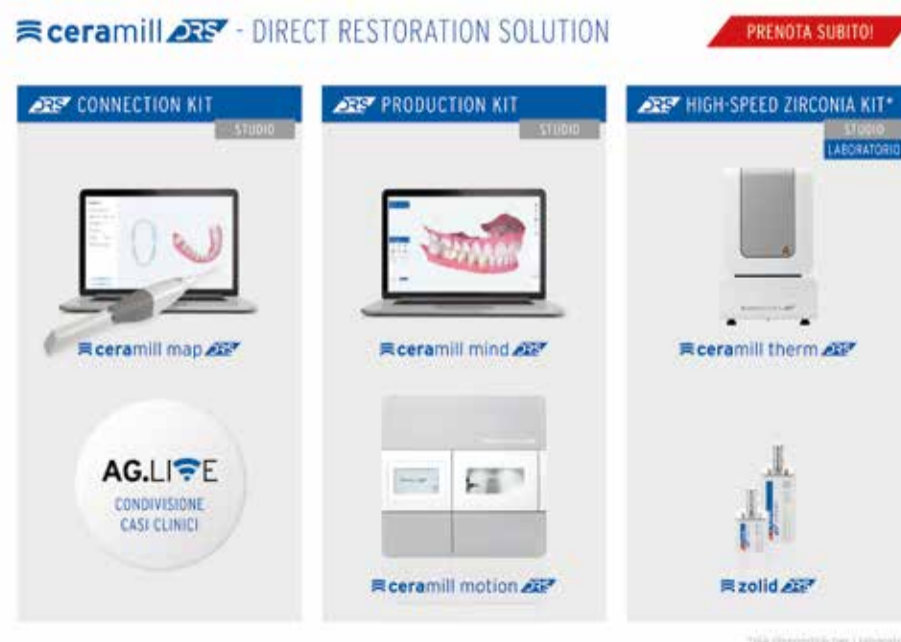 ceramill DRS - DIRECT RESTORATION SOLUTION
PRENOTA SUBITO!
DRS CONNECTION KIT
STUDIO
ceramill map DRS
AG.LIVE
CONDIVISIONE
CASI CLINICI
DRS PRODUCTION KIT
STUDIO
ceramill mind DRS
ceramill motion DRS
DRS HIGH-SPEED ZIRCONIA KIT*
STUDIO
LABORATORIO
ceramill therm DRS
zolid DRS